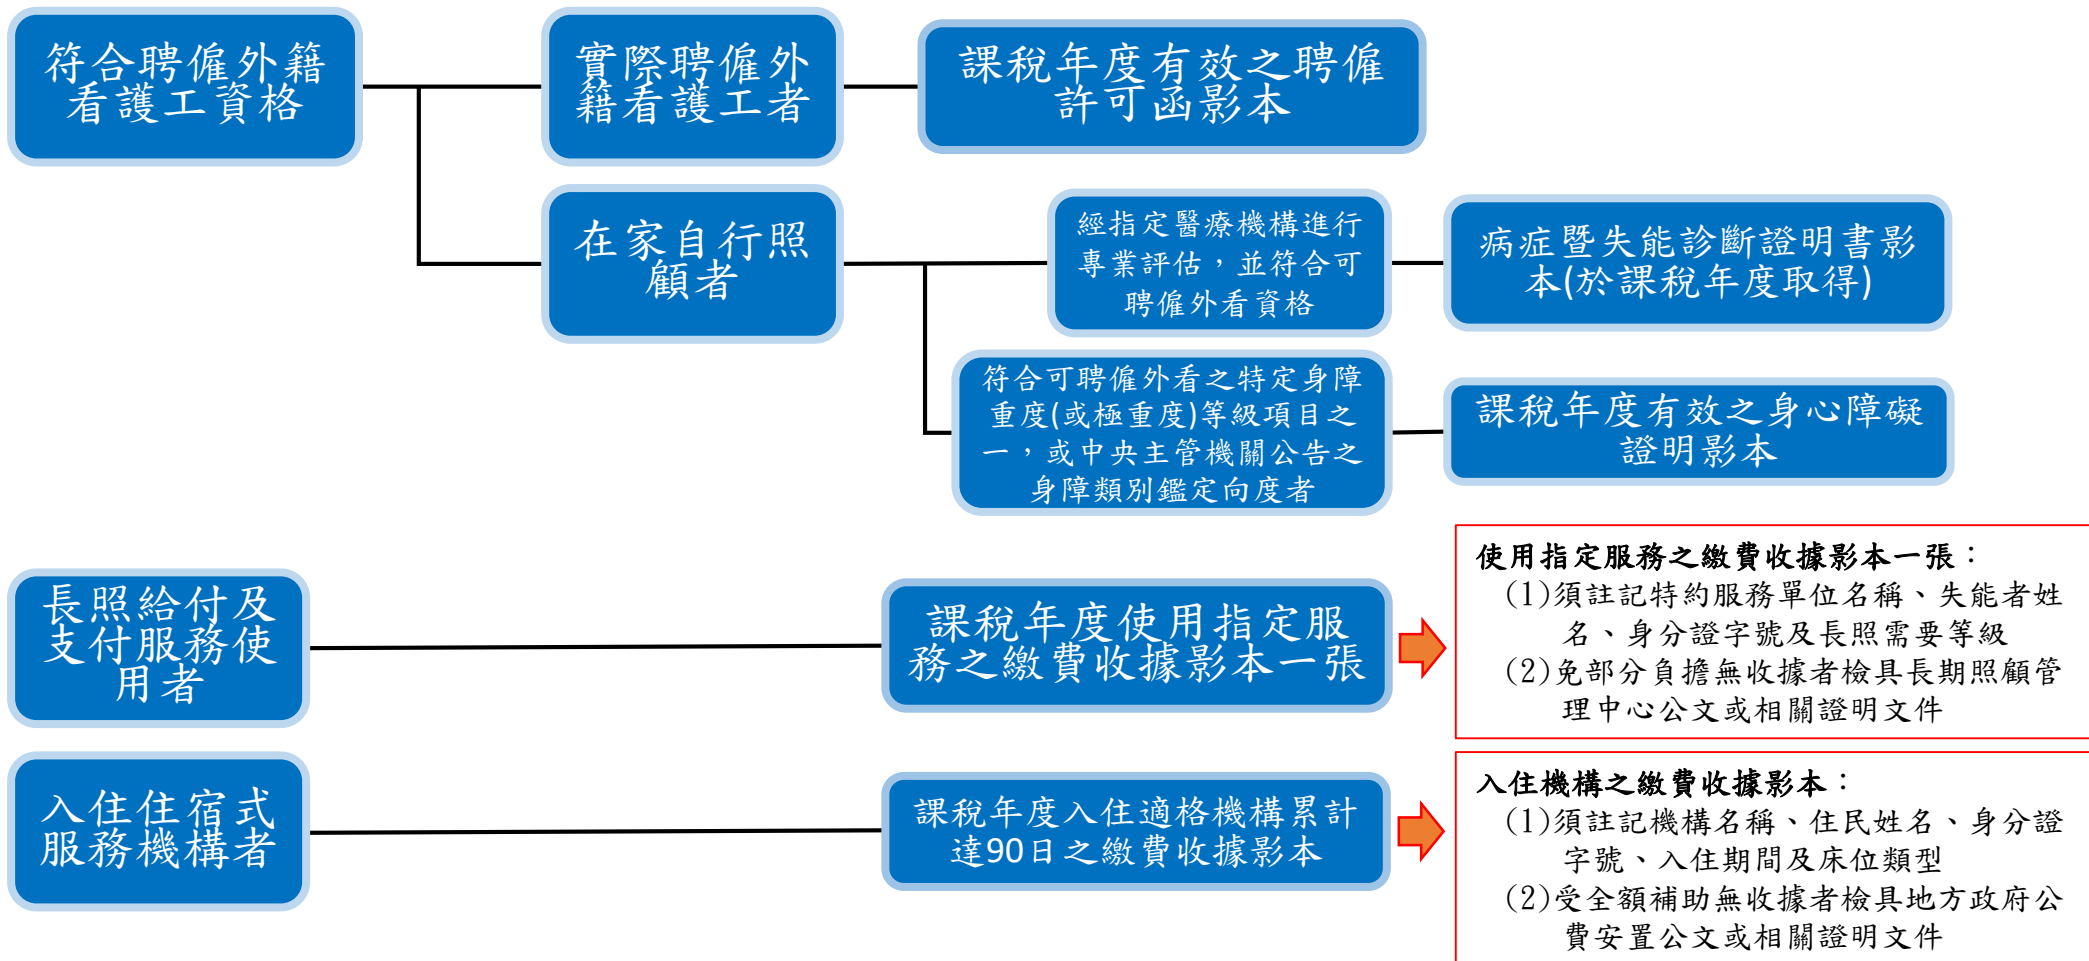 符合聘僱外籍
看護工資格
實際聘僱外
籍看護工者
課稅年度有效之聘僱
許可函影本
在家自行照
顧者
經指定醫療機構進行
專業評估，並符合可
聘僱外看資格
病症暨失能診斷證明書影
本(於課稅年度取得)
符合可聘僱外看之特定身障
重度(或極重度)等級項目之
一，或中央主管機關公告之
身障類別鑑定向度者
課稅年度有效之身心障礙
證明影本
長照給付及
支付服務使
用者
課稅年度使用指定服
務之繳費收據影本一張
使用指定服務之繳費收據影本一張：
(1)須註記特約服務單位名稱、失能者姓
名、身分證字號及長照需要等級
(2)免部分負擔無收據者檢具長期照顧管
理中心公文或相關證明文件
入住住宿式
服務機構者
課稅年度入住適格機構累計
達90日之繳費收據影本
入住機構之繳費收據影本：
(1)須註記機構名稱、住民姓名、身分證
字號、入住期間及床位類型
(2)受全額補助無收據者檢具地方政府公
費安置公文或相關證明文件